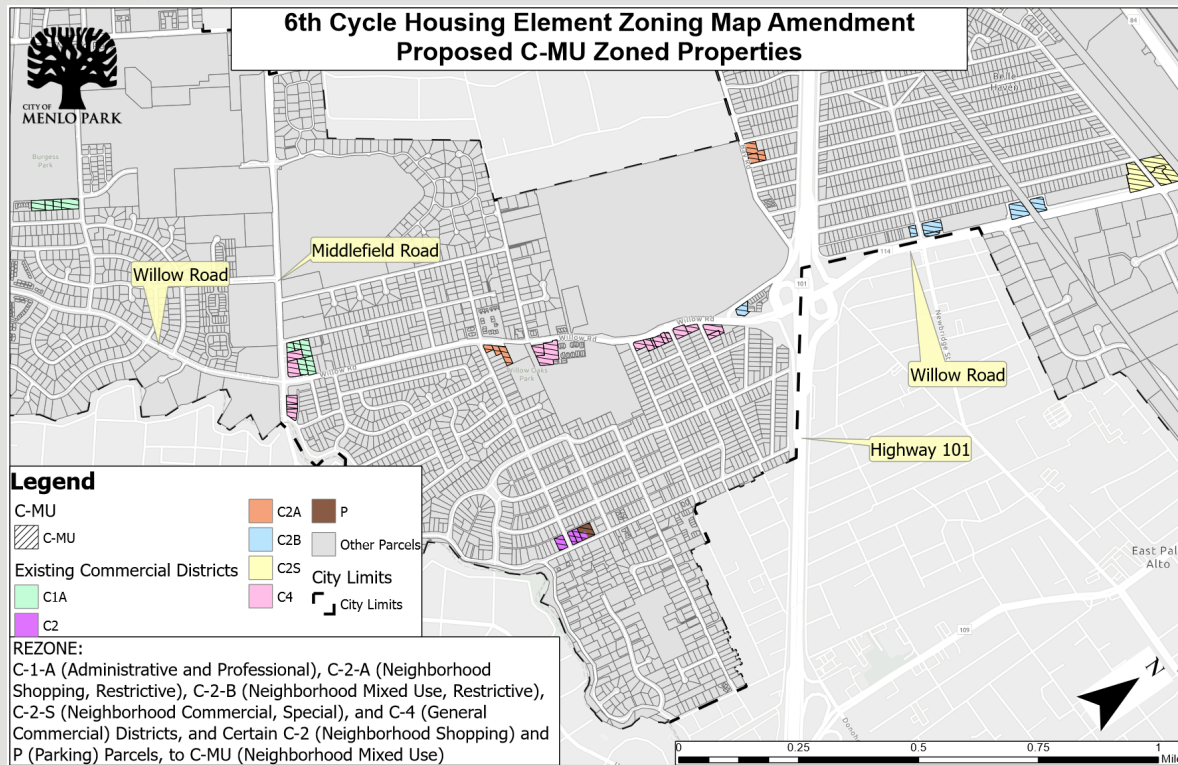 6th Cycle Housing Element Zoning Map Amendment
Proposed C-MU Zoned Properties
CITY OF
MENLO PARK
84
Belle
Haven
Burgess
Park
Middlefield Road
Willow Road
114
101
Willow Rd
Willow Rd
Willow Rd
Willow Oaks
Park
Newbridge St
Willow Road
Highway 101
East Pal
Alto
109
Donoh
Legend
C-MU
C-MU
Existing Commercial Districts
C1A
C2
C2A
C2B
C2S
C4
P
Other Parcels
City Limits
City Limits
REZONE:
C-1-A (Administrative and Professional), C-2-A (Neighborhood
Shopping, Restrictive), C-2-B (Neighborhood Mixed Use, Restrictive),
C-2-S (Neighborhood Commercial, Special), and C-4 (General
Commercial) Districts, and Certain C-2 (Neighborhood Shopping) and
P (Parking) Parcels, to C-MU (Neighborhood Mixed Use)
N
0 0.25 0.5 0.75 1
Mile